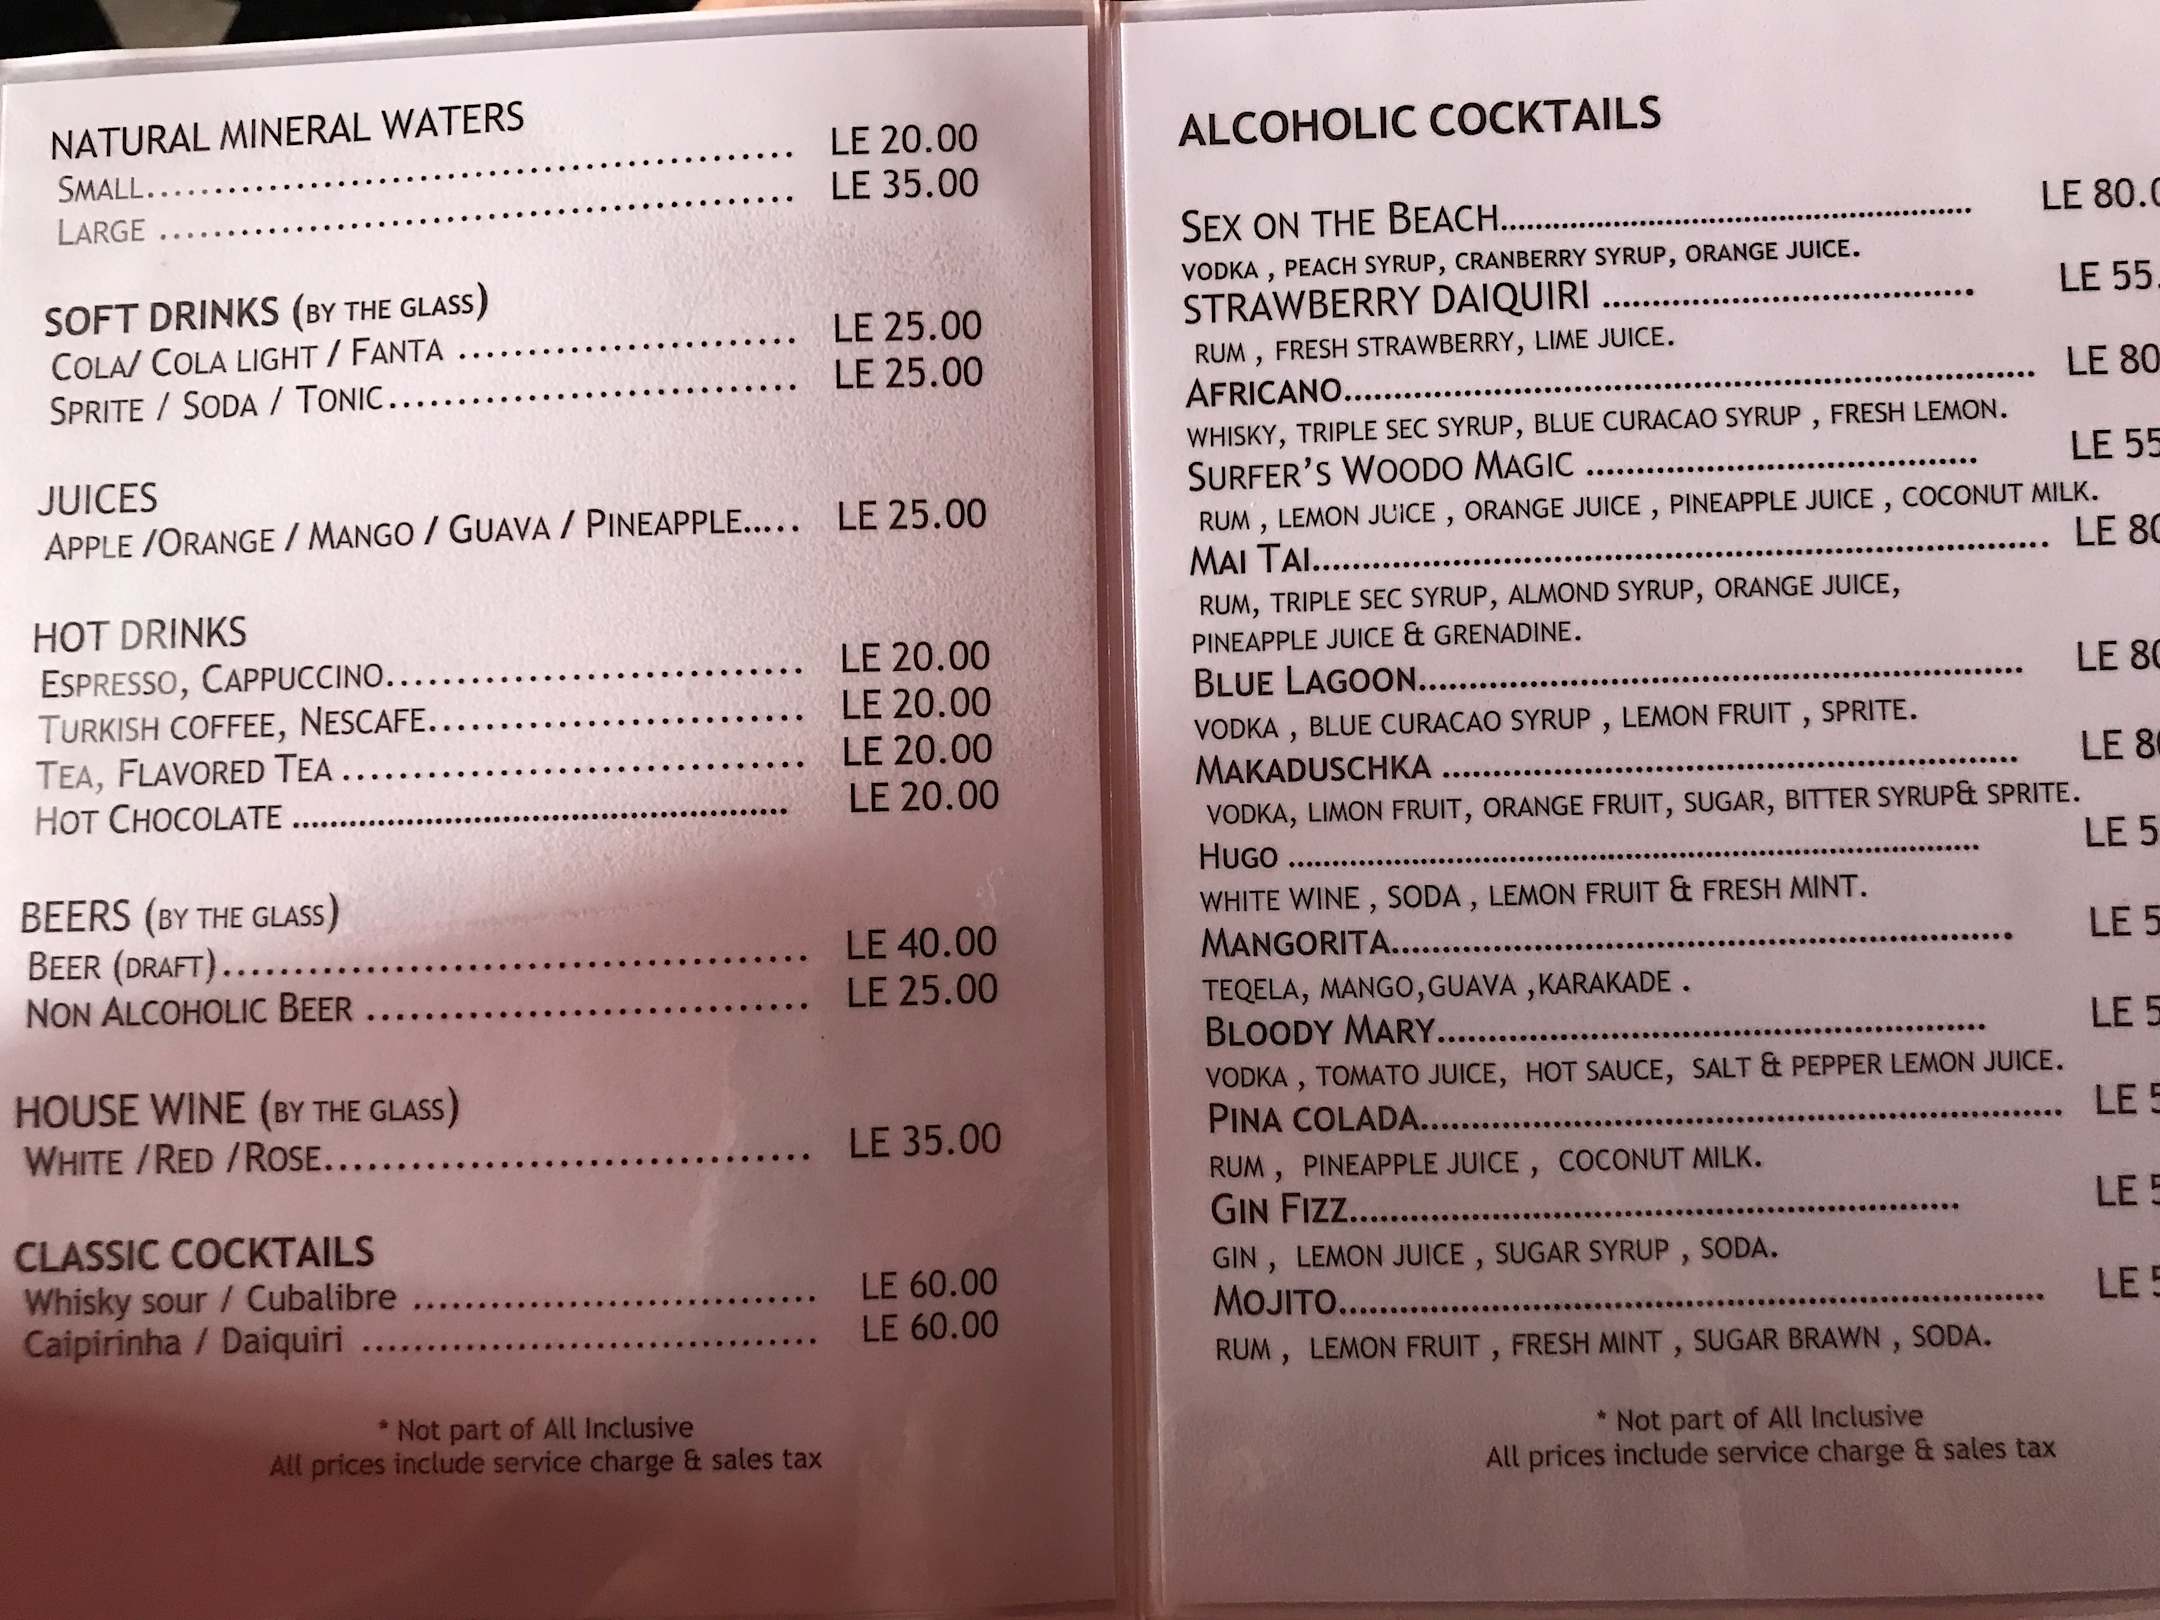 NATURAL MINERAL WATERS
SMALL................................................ LE 20.00
LARGE ............................................... LE 35.00
SOFT DRINKS (BY THE GLASS)
COLA/ COLA LIGHT / FANTA ......................... LE 25.00
SPRITE / SODA / TONIC.............................. LE 25.00
JUICES
APPLE /ORANGE / MANGO / GUAVA / PINEAPPLE..... LE 25.00
HOT DRINKS
ESPRESSO, CAPPUCCINO.............................. LE 20.00
TURKISH COFFEE, NESCAFE........................... LE 20.00
TEA, FLAVORED TEA ................................. LE 20.00
HOT CHOCOLATE ..................................................... LE 20.00
BEERS (BY THE GLASS)
BEER (DRAFT).......................................... LE 40.00
NON ALCOHOLIC BEER ............................... LE 25.00
HOUSE WINE (BY THE GLASS)
WHITE /RED /ROSE................................... LE 35.00
CLASSIC COCKTAILS
Whisky sour / Cubalibre ................................ LE 60.00
Caipirinha / Daiquiri .................................... LE 60.00
* Not part of All Inclusive
All prices include service charge & sales tax
ALCOHOLIC COCKTAILS
SEX ON THE BEACH...................................................... LE 80.
VODKA , PEACH SYRUP, CRANBERRY SYRUP, ORANGE JUICE.
STRAWBERRY DAIQUIRI .......................................... LE 55.
RUM , FRESH STRAWBERRY, LIME JUICE.
AFRICANO.............................................................................. LE 80
WHISKY, TRIPLE SEC SYRUP, BLUE CURACAO SYRUP , FRESH LEMON.
SURFER'S WOODO MAGIC ............................................ LE 55
RUM , LEMON JUICE , ORANGE JUICE , PINEAPPLE JUICE , COCONUT MILK.
MAI TAI.................................................................................. LE 80
RUM, TRIPLE SEC SYRUP, ALMOND SYRUP, ORANGE JUICE,
PINEAPPLE JUICE & GRENADINE.
BLUE LAGOON.................................................................... LE 80
VODKA , BLUE CURACAO SYRUP , LEMON FRUIT , SPRITE.
MAKADUSCHKA ................................................................. LE 80
VODKA, LIMON FRUIT, ORANGE FRUIT, SUGAR, BITTER SYRUP& SPRITE.
HUGO ................................................................................ LE 5
WHITE WINE , SODA , LEMON FRUIT & FRESH MINT.
MANGORITA....................................................................... LE 5
TEQELA, MANGO,GUAVA ,KARAKADE .
BLOODY MARY.............................................................. LE 5
VODKA , TOMATO JUICE, HOT SAUCE, SALT & PEPPER LEMON JUICE.
PINA COLADA......................................................................... LE 5
RUM , PINEAPPLE JUICE , COCONUT MILK.
GIN FIZZ..................................................................... LE 5
GIN , LEMON JUICE , SUGAR SYRUP , SODA.
MOJITO................................................................................ LE 5
RUM , LEMON FRUIT , FRESH MINT , SUGAR BRAWN , SODA.
* Not part of All Inclusive
All prices include service charge & sales tax